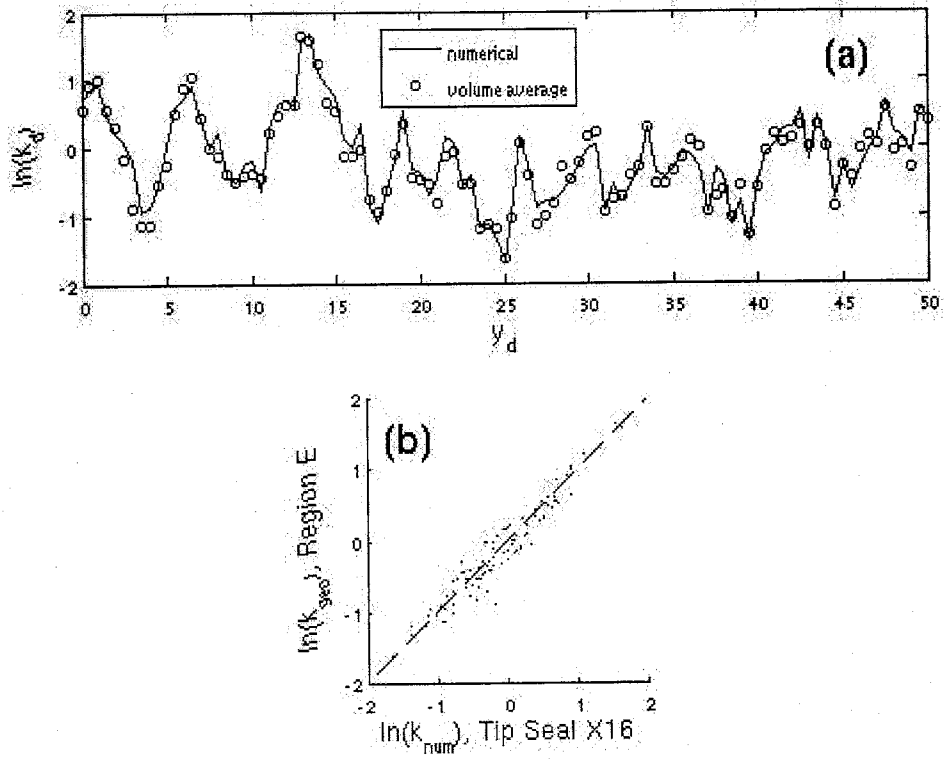 2
1
0
-1
-2
ln(k_d)
numerical
volume average
(a)
0 5 10 15 20 25 30 35 40 45 50
y_d
2
1
0
-1
-2
ln(k_geo), Region E
(b)
-2 -1 0 1 2
ln(k_num), Tip Seal X16